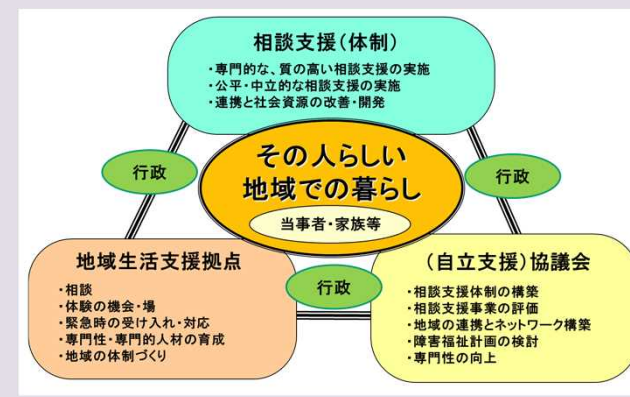 相談支援(体制)
・専門的な、質の高い相談支援の実施
・公平・中立的な相談支援の実施
・連携と社会資源の改善・開発
行政
その人らしい
地域での暮らし
当事者・家族等
行政
地域生活支援拠点
・相談
・体験の機会・場
・緊急時の受け入れ・対応
・専門性・専門的人材の育成
・地域の体制づくり
行政
(自立支援)協議会
・相談支援体制の構築
・相談支援事業の評価
・地域の連携とネットワーク構築
・障害福祉計画の検討
・専門性の向上